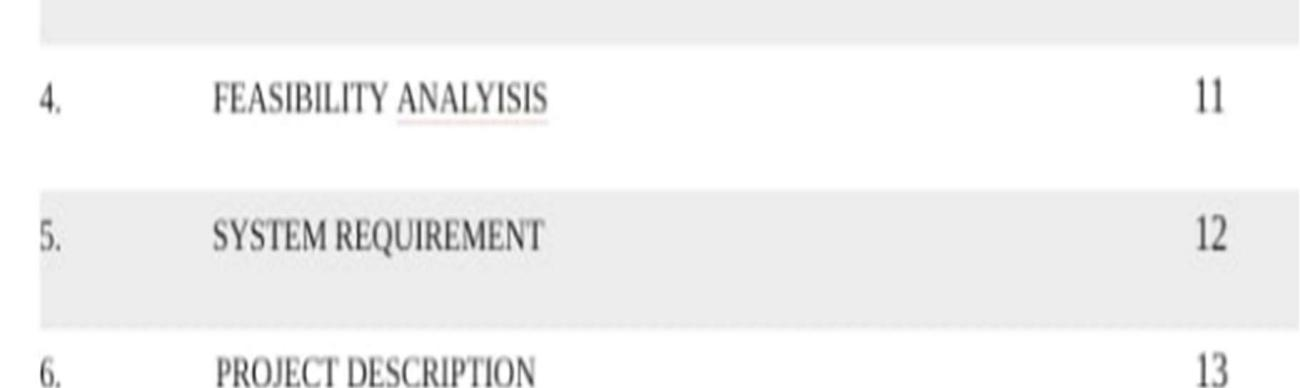 4. FEASIBILITY ANALYISIS 11
5. SYSTEM REQUIREMENT 12
6. PROJECT DESCRIPTION 13